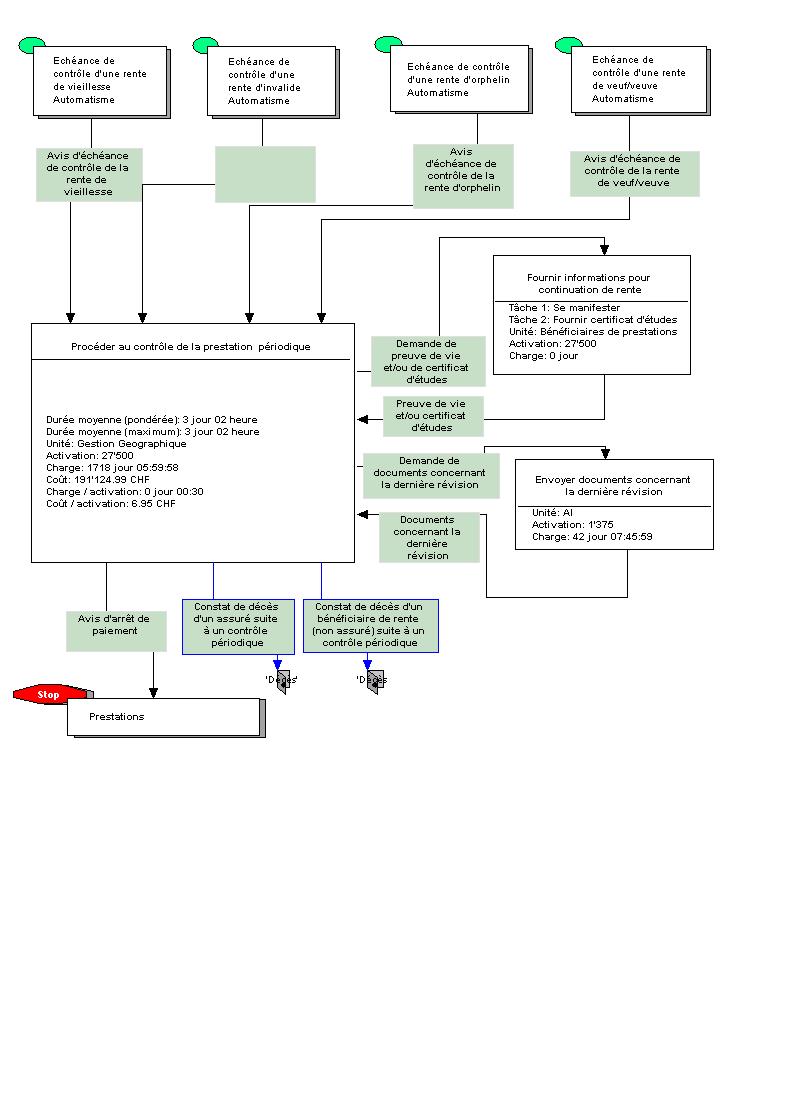 Echéance de
contrôle d'une rente
de vieillesse
Automatisme
Echéance de
contrôle d'une
rente d'invalide
Automatisme
Echéance de contrôle
d'une rente d'orphelin
Automatisme
Echéance de
contrôle d'une rente
de veuf/veuve
Automatisme
Avis d'échéance
de contrôle de la
rente de
vieillesse
Avis
d'échéance de
contrôle de la
rente d'orphelin
Avis d'échéance de
contrôle de la rente
de veuf/veuve
Fournir informations pour
continuation de rente
Tâche 1: Se manifester
Tâche 2: Fournir certificat d'études
Unité: Bénéficiaires de prestations
Activation: 27'500
Charge: 0 jour
Procéder au contrôle de la prestation périodique
Durée moyenne (pondérée): 3 jour 02 heure
Durée moyenne (maximum): 3 jour 02 heure
Unité: Gestion Geographique
Activation: 27'500
Charge: 1718 jour 05:59:58
Coût: 191'124.99 CHF
Charge / activation: 0 jour 00:30
Coût / activation: 6.95 CHF
Demande de
preuve de vie
et/ou de certificat
d'études
Preuve de vie
et/ou certificat
d'études
Demande de
documents concernant
la dernière révision
Envoyer documents concernant
la dernière révision
Unité: AI
Activation: 1'375
Charge: 42 jour 07:45:59
Documents
concernant la
dernière
révision
Avis d'arrêt de
paiement
Constat de décès
d'un assuré suite
à un contrôle
périodique
Constat de décès d'un
bénéficiaire de rente
(non assuré) suite à un
contrôle périodique
'Décès'
'Décès
Stop
Prestations